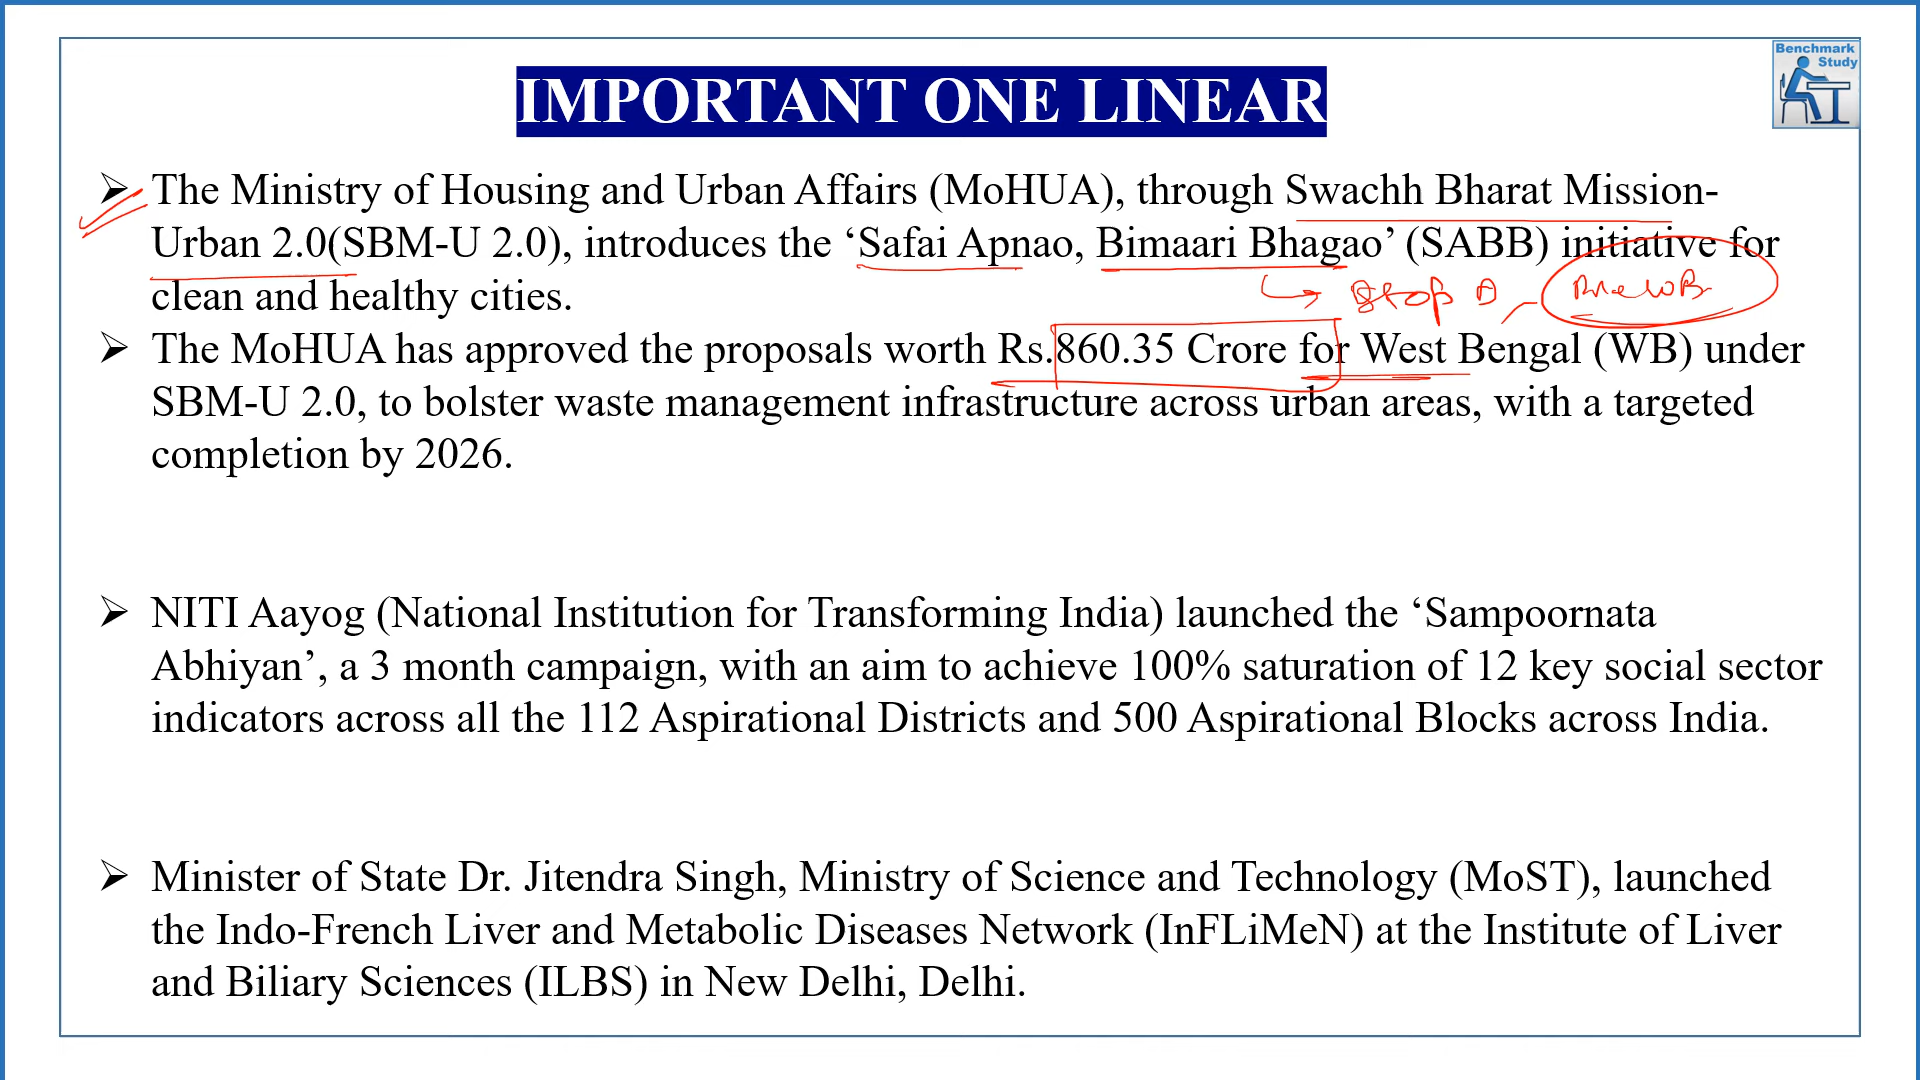 Benchmark
Study
IMPORTANT ONE LINEAR
➢ The Ministry of Housing and Urban Affairs (MoHUA), through Swachh Bharat Mission-
Urban 2.0(SBM-U 2.0), introduces the ‘Safai Apnao, Bimaari Bhagao’ (SABB) initiative for
clean and healthy cities.
Stop D
➢ The MoHUA has approved the proposals worth Rs.860.35 Crore for West Bengal (WB) under
SBM-U 2.0, to bolster waste management infrastructure across urban areas, with a targeted
completion by 2026.
➢ NITI Aayog (National Institution for Transforming India) launched the ‘Sampoornata
Abhiyan’, a 3 month campaign, with an aim to achieve 100% saturation of 12 key social sector
indicators across all the 112 Aspirational Districts and 500 Aspirational Blocks across India.
➢ Minister of State Dr. Jitendra Singh, Ministry of Science and Technology (MoST), launched
the Indo-French Liver and Metabolic Diseases Network (InFLiMeN) at the Institute of Liver
and Biliary Sciences (ILBS) in New Delhi, Delhi.